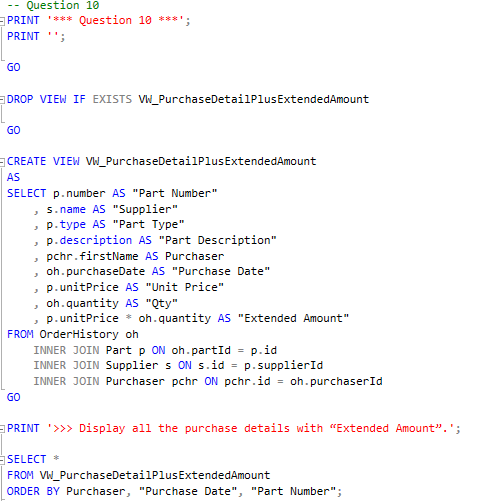 -- Question 10
PRINT '*** Question 10 ***';
PRINT '';
GO
DROP VIEW IF EXISTS VW_PurchaseDetailPlusExtendedAmount
GO
CREATE VIEW VW_PurchaseDetailPlusExtendedAmount
AS
SELECT p.number AS "Part Number"
, s.name AS "Supplier"
, p.type AS "Part Type"
, p.description AS "Part Description"
, pchr.firstName AS Purchaser
, oh.purchaseDate AS "Purchase Date"
, p.unitPrice AS "Unit Price"
, oh.quantity AS "Qty"
, p.unitPrice * oh.quantity AS "Extended Amount"
FROM OrderHistory oh
INNER JOIN Part p ON oh.partId = p.id
INNER JOIN Supplier s ON s.id = p.supplierId
INNER JOIN Purchaser pchr ON pchr.id = oh.purchaserId
GO
PRINT '>>> Display all the purchase details with “Extended Amount”.';
SELECT *
FROM VW_PurchaseDetailPlusExtendedAmount
ORDER BY Purchaser, "Purchase Date", "Part Number";